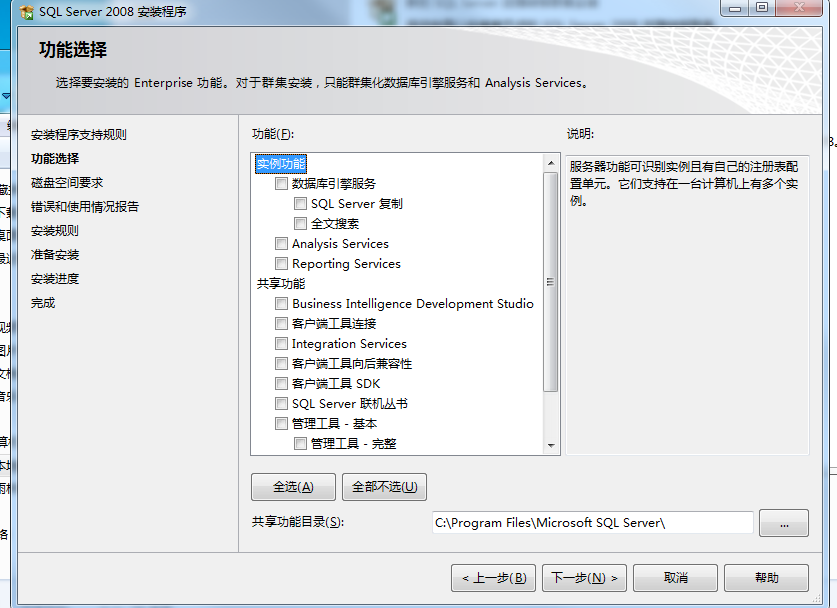 SQL Server 2008 安装程序
功能选择
选择要安装的 Enterprise 功能。对于群集安装，只能群集化数据库引擎服务和 Analysis Services。
安装程序支持规则
功能选择
磁盘空间要求
错误和使用情况报告
安装规则
准备安装
安装进度
完成
功能(F):
实例功能
数据库引擎服务
SQL Server 复制
全文搜索
Analysis Services
Reporting Services
共享功能
Business Intelligence Development Studio
客户端工具连接
Integration Services
客户端工具向后兼容性
客户端工具 SDK
SQL Server 联机丛书
管理工具 - 基本
管理工具 - 完整
说明:
服务器功能可识别实例且有自己的注册表配
置单元。它们支持在一台计算机上有多个实
例。
全选(A)
全部不选(U)
共享功能目录(S):
C:\Program Files\Microsoft SQL Server\
...
< 上一步(B)
下一步(N) >
取消
帮助